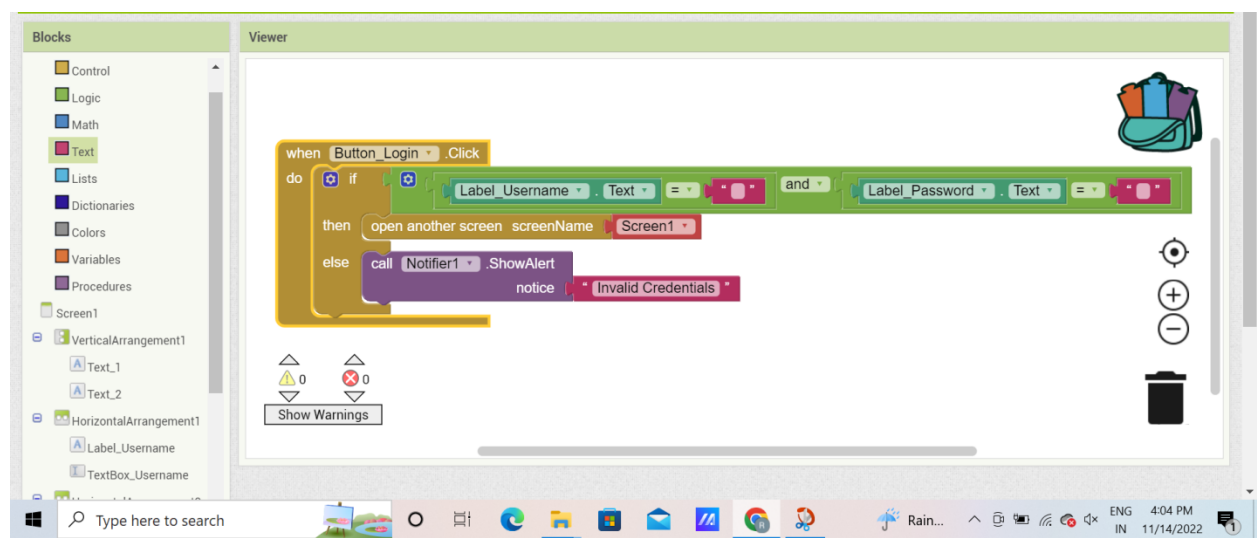 Blocks
Viewer
Control
Logic
Math
Text
Lists
Dictionaries
Colors
Variables
Procedures
Screen1
VerticalArrangement1
Text_1
Text_2
HorizontalArrangement1
Label_Username
TextBox_Username
when Button_Login .Click
do if Label_Username . Text = " " and Label_Password . Text = " "
then open another screen screenName Screen1
else call Notifier1 .ShowAlert
notice " Invalid Credentials "
0 0
Show Warnings
Type here to search
Rain...
ENG
IN
4:04 PM
11/14/2022
1